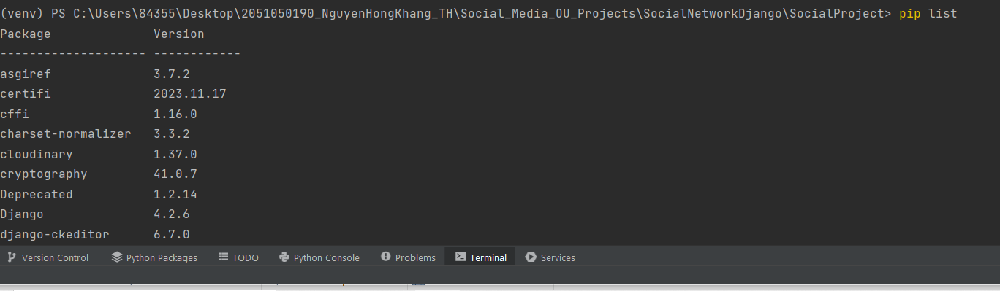 (venv) PS C:\Users\84355\Desktop\2051050190_NguyenHongKhang_TH\Social_Media_OU_Projects\SocialNetworkDjango\SocialProject> pip list
Package Version
-------------------- ------------
asgiref 3.7.2
certifi 2023.11.17
cffi 1.16.0
charset-normalizer 3.3.2
cloudinary 1.37.0
cryptography 41.0.7
Deprecated 1.2.14
Django 4.2.6
django-ckeditor 6.7.0
Version Control Python Packages TODO Python Console Problems Terminal Services